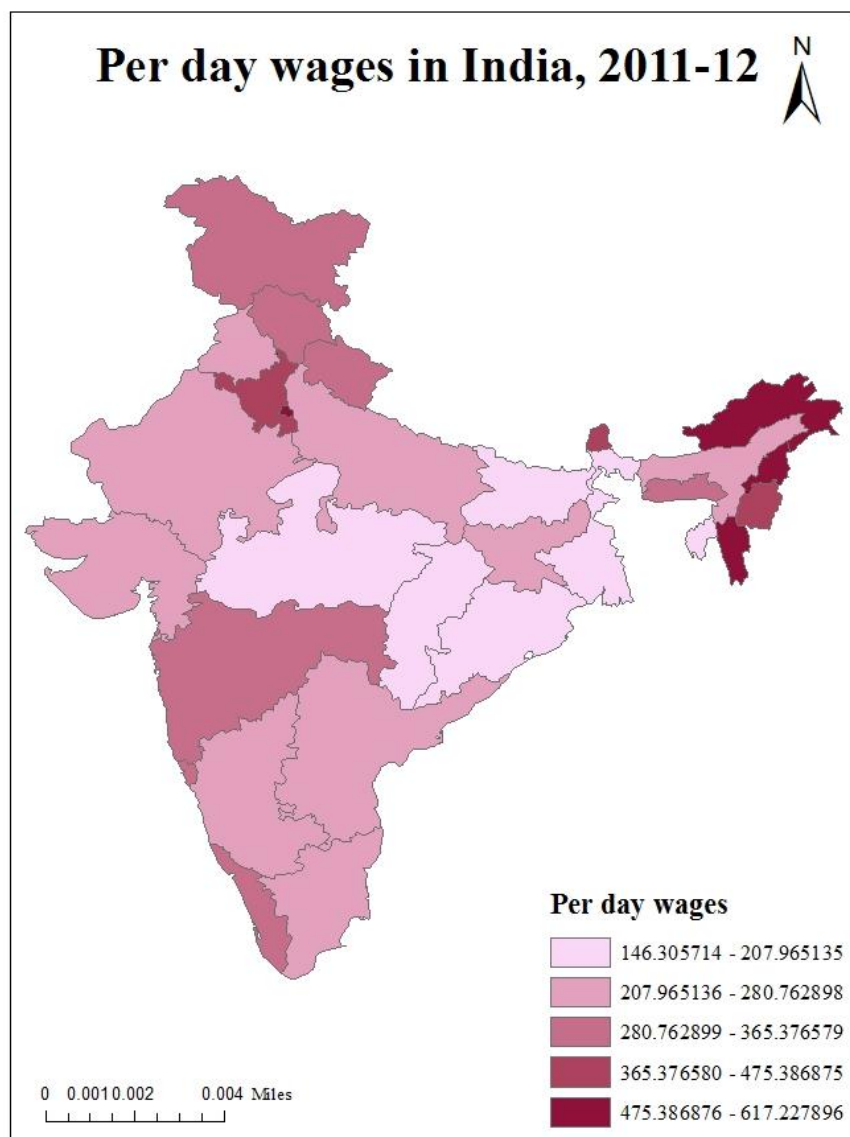 Per day wages in India, 2011-12
N
Per day wages
146.305714 - 207.965135
207.965136 - 280.762898
280.762899 - 365.376579
365.376580 - 475.386875
475.386876 - 617.227896
0 0.0010.002 0.004 Miles